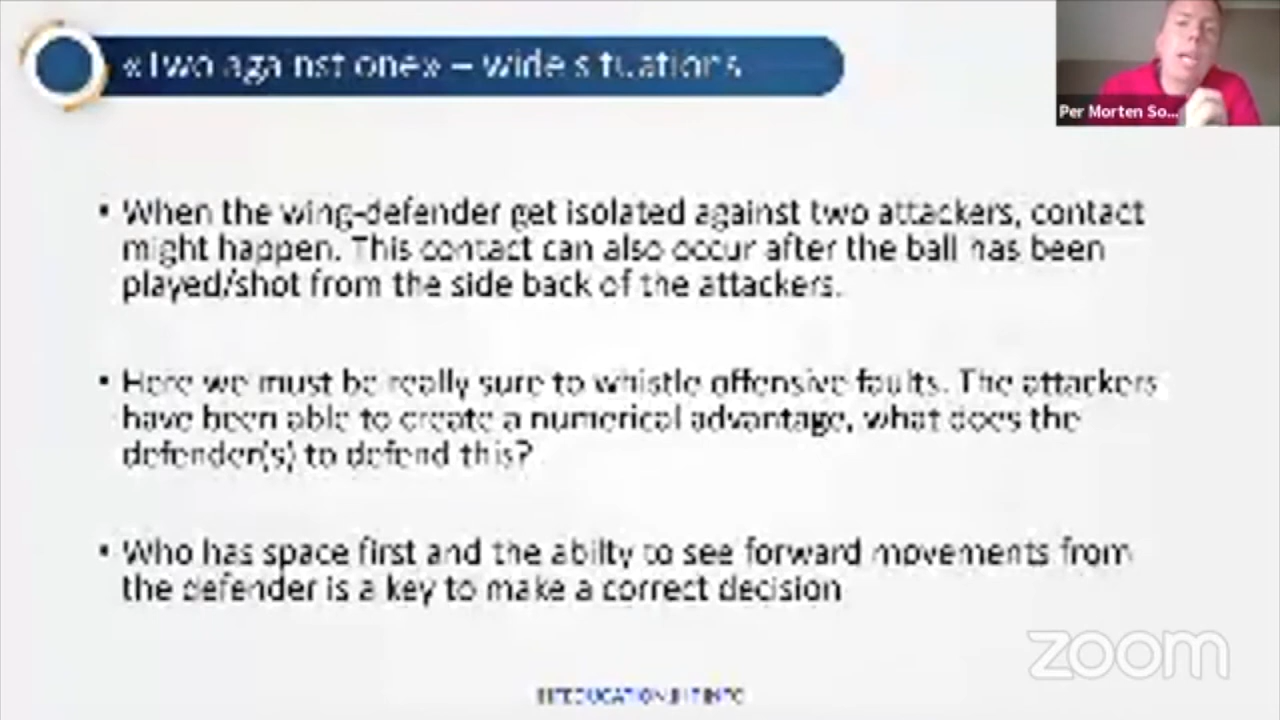 «Two against one» – wide situations
Per Morten So...
• When the wing-defender get isolated against two attackers, contact
might happen. This contact can also occur after the ball has been
played/shot from the side back of the attackers.
• Here we must be really sure to whistle offensive faults. The attackers
have been able to create a numerical advantage, what does the
defender(s) to defend this?
• Who has space first and the abilty to see forward movements from
the defender is a key to make a correct decision
zoom